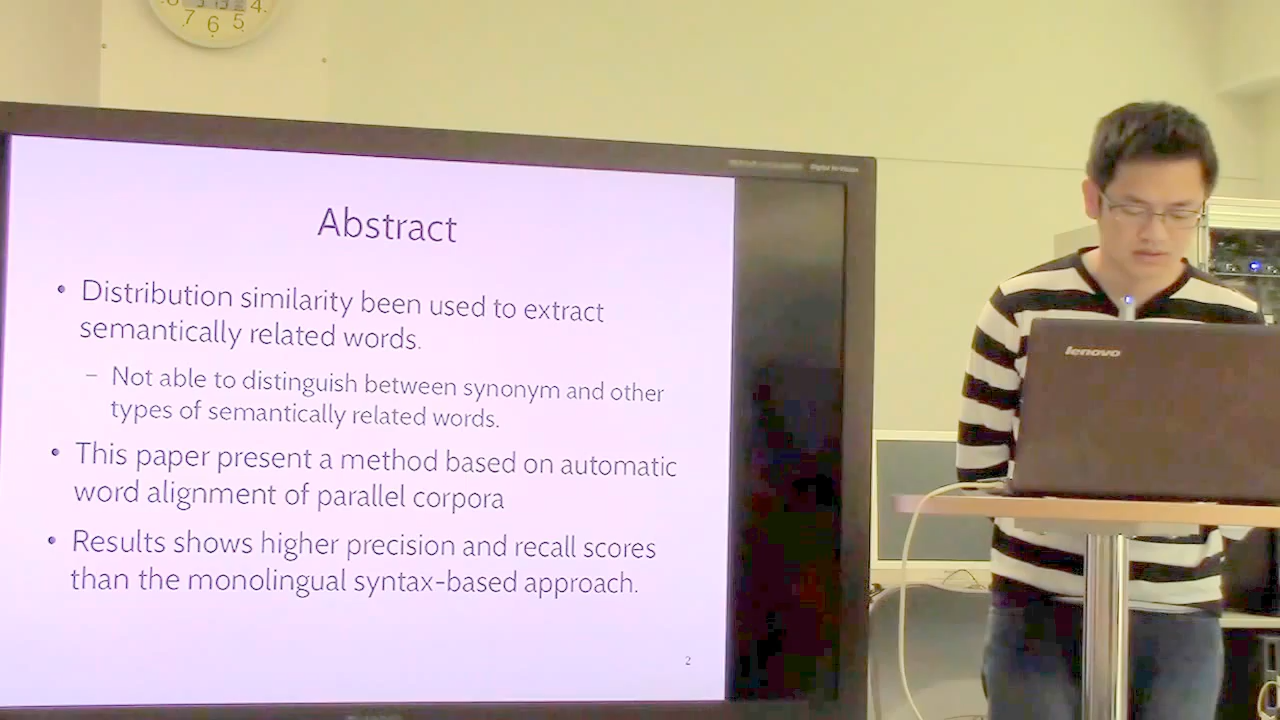 8 7 6 5 4
Abstract
• Distribution similarity been used to extract
semantically related words.
– Not able to distinguish between synonym and other
types of semantically related words.
• This paper present a method based on automatic
word alignment of parallel corpora
• Results shows higher precision and recall scores
than the monolingual syntax-based approach.
2
lenovo